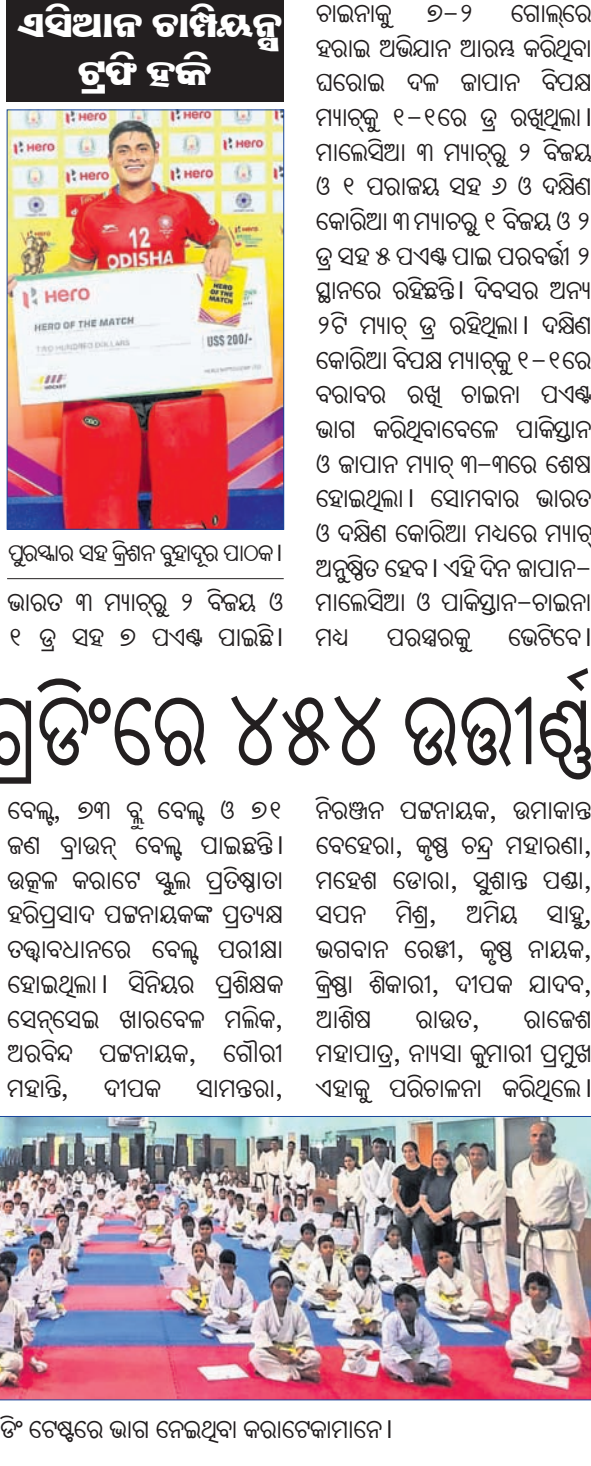 ଏସିଆନ ଚାମ୍ପିୟନ୍ସ
ଟ୍ରଫି ହକି
Hero
12
ODISHA
Hero
HERO OF THE MATCH
TWO HUNDRED DOLLARS
US$ 200/-
HERO
OF THE
MATCH
ପୁରସ୍କାର ସହ କ୍ରିଶନ ବୁହାଦୂର ପାଠକ।
ଭାରତ ୩ ମ୍ୟାଚ୍‌ରୁ ୨ ବିଜୟ ଓ
୧ ଡ୍ର ସହ ୭ ପଏଣ୍ଟ ପାଇଛି।
ଚାଇନାକୁ ୭–୨ ଗୋଲ୍‌ରେ
ହରାଇ ଅଭିଯାନ ଆରମ୍ଭ କରିଥିବା
ଘରୋଇ ଦଳ ଜାପାନ ବିପକ୍ଷ
ମ୍ୟାଚ୍‌କୁ ୧–୧ରେ ଡ୍ର ରଖିଥିଲା।
ମାଲେସିଆ ୩ ମ୍ୟାଚ୍‌ରୁ ୨ ବିଜୟ
ଓ ୧ ପରାଜୟ ସହ ୬ ଓ ଦକ୍ଷିଣ
କୋରିଆ ୩ ମ୍ୟାଚରୁ ୧ ବିଜୟ ଓ ୨
ଡ୍ର ସହ ୫ ପଏଣ୍ଟ ପାଇ ପରବର୍ତ୍ତୀ ୨
ସ୍ଥାନରେ ରହିଛନ୍ତି। ଦିବସର ଅନ୍ୟ
୨ଟି ମ୍ୟାଚ୍ ଡ୍ର ରହିଥିଲା। ଦକ୍ଷିଣ
କୋରିଆ ବିପକ୍ଷ ମ୍ୟାଚ୍‌କୁ ୧–୧ରେ
ବରାବର ରଖି ଚାଇନା ପଏଣ୍ଟ
ଭାଗ କରିଥିବାବେଳେ ପାକିସ୍ତାନ
ଓ ଜାପାନ ମ୍ୟାଚ୍ ୩–୩ରେ ଶେଷ
ହୋଇଥିଲା। ସୋମବାର ଭାରତ
ଓ ଦକ୍ଷିଣ କୋରିଆ ମଧ୍ୟରେ ମ୍ୟାଚ୍
ଅନୁଷ୍ଠିତ ହେବ। ଏହି ଦିନ ଜାପାନ–
ମାଲେସିଆ ଓ ପାକିସ୍ତାନ–ଚାଇନା
ମଧ୍ୟ ପରସ୍ପରକୁ ଭେଟିବେ।
ଗ୍ରେଡିଂରେ ୪୫୪ ଉତ୍ତୀର୍ଣ୍ଣ
ବେଲ୍ଟ, ୭୩ ବ୍ଲୁ ବେଲ୍ଟ ଓ ୭୧
ଜଣ ବ୍ରାଉନ୍ ବେଲ୍ଟ ପାଇଛନ୍ତି।
ଉତ୍କଳ କରାଟେ ସ୍କୁଲ ପ୍ରତିଷ୍ଠାତା
ହରିପ୍ରସାଦ ପଟ୍ଟନାୟକଙ୍କ ପ୍ରତ୍ୟକ୍ଷ
ତତ୍ତ୍ୱାବଧାନରେ ବେଲ୍ଟ ପରୀକ୍ଷା
ହୋଇଥିଲା। ସିନିୟର ପ୍ରଶିକ୍ଷକ
ସେନ୍‌ସେଇ ଖାରବେଳ ମଲିକ,
ଅରବିନ୍ଦ ପଟ୍ଟନାୟକ, ଗୌରୀ
ମହାନ୍ତି, ଦୀପକ ସାମନ୍ତରା,
ନିରଞ୍ଜନ ପଟ୍ଟନାୟକ, ଉମାକାନ୍ତ
ବେହେରା, କୃଷ୍ଣ ଚନ୍ଦ୍ର ମହାରଣା,
ମହେଶ ଡୋରା, ସୁଶାନ୍ତ ପଣ୍ଡା,
ସପନ ମିଶ୍ର, ଅମିୟ ସାହୁ,
ଭଗବାନ ରେଡ୍ଡୀ, କୃଷ୍ଣ ନାୟକ,
କ୍ରିଷ୍ଣା ଶିକାରୀ, ଦୀପକ ଯାଦବ,
ଆଶିଷ ରାଉତ, ରାଜେଶ
ମହାପାତ୍ର, ନ୍ୟାସା କୁମାରୀ ପ୍ରମୁଖ
ଏହାକୁ ପରିଚାଳନା କରିଥିଲେ।
ଡିଂ ଟେଷ୍ଟରେ ଭାଗ ନେଇଥିବା କରାଟେକାମାନେ।